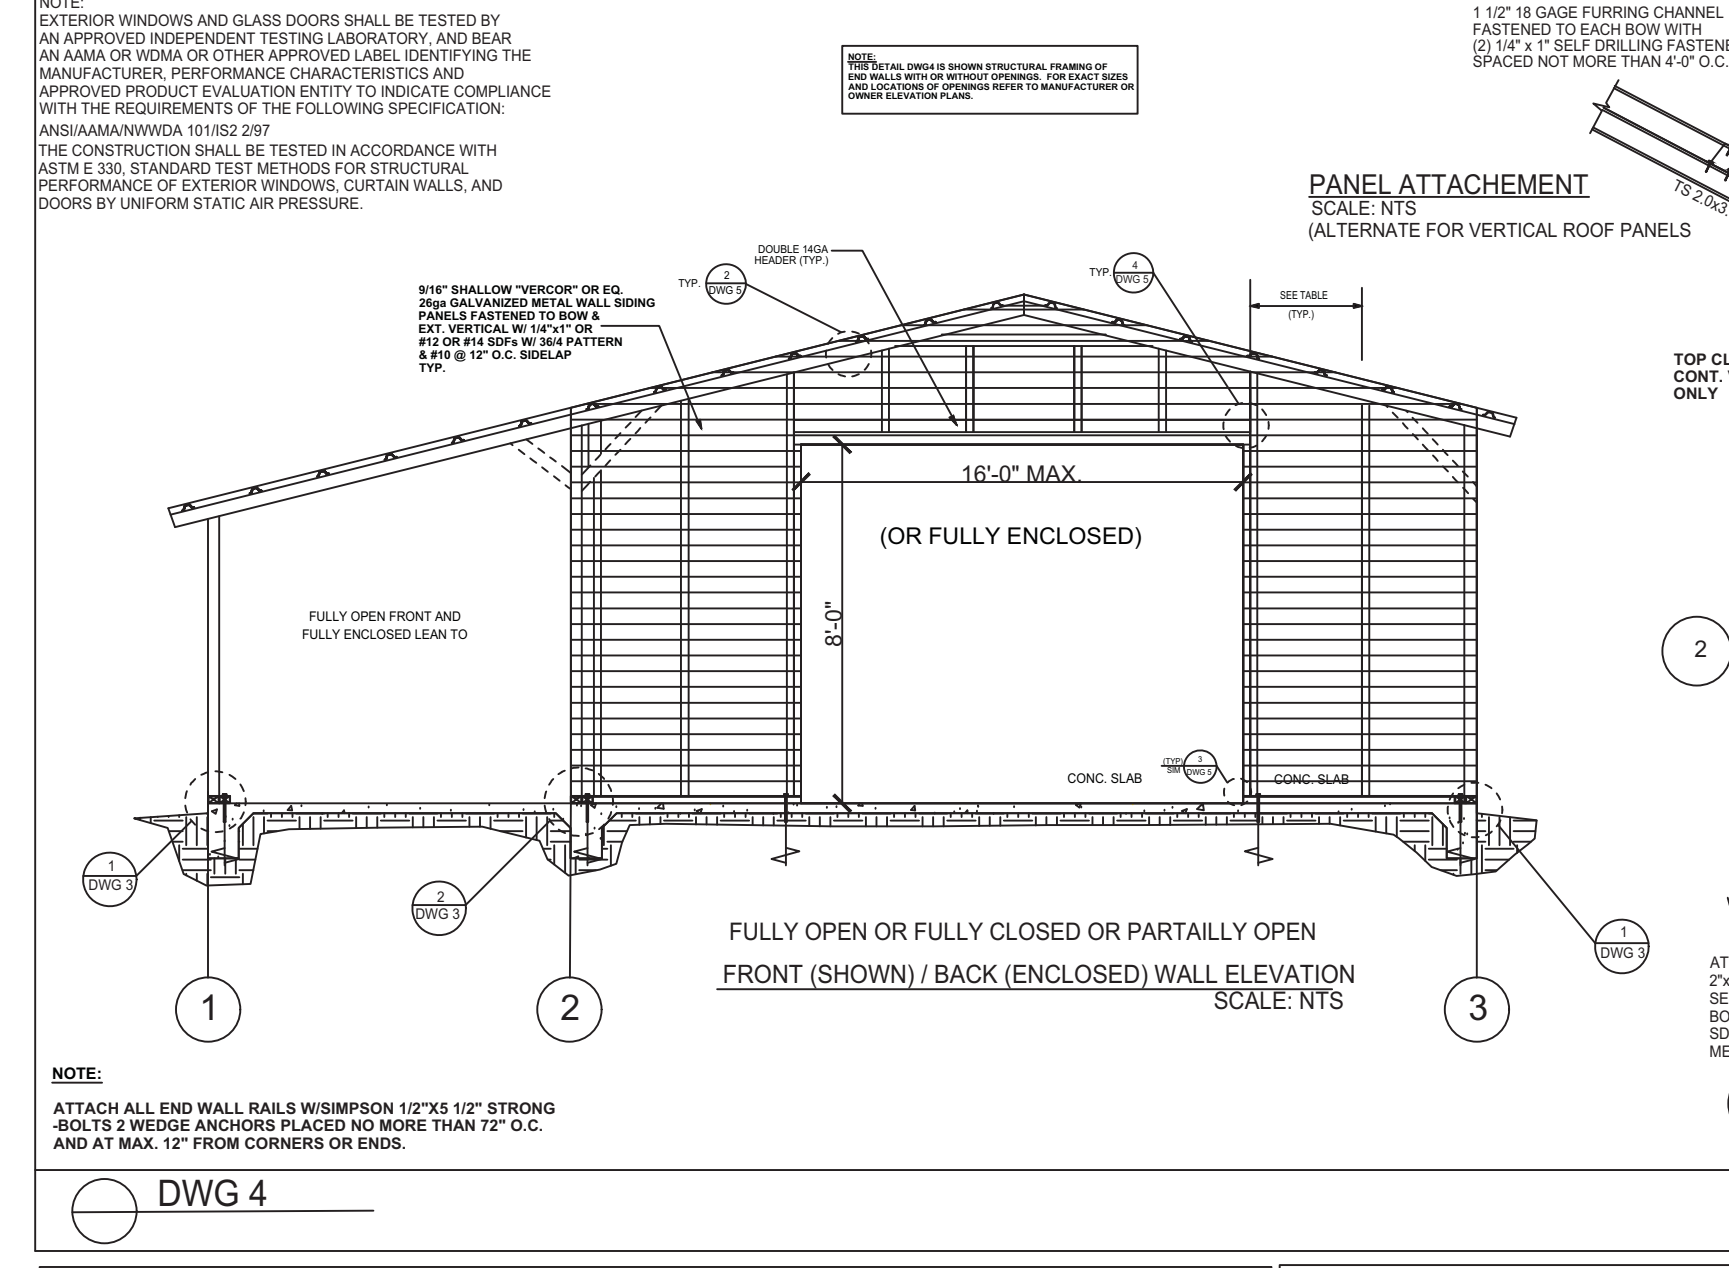 NOTE:
EXTERIOR WINDOWS AND GLASS DOORS SHALL BE TESTED BY
AN APPROVED INDEPENDENT TESTING LABORATORY, AND BEAR
AN AAMA OR WDMA OR OTHER APPROVED LABEL IDENTIFYING THE
MANUFACTURER, PERFORMANCE CHARACTERISTICS AND
APPROVED PRODUCT EVALUATION ENTITY TO INDICATE COMPLIANCE
WITH THE REQUIREMENTS OF THE FOLLOWING SPECIFICATION:
ANSI/AAMA/NWWDA 101/IS2 2/97
THE CONSTRUCTION SHALL BE TESTED IN ACCORDANCE WITH
ASTM E 330, STANDARD TEST METHODS FOR STRUCTURAL
PERFORMANCE OF EXTERIOR WINDOWS, CURTAIN WALLS, AND
DOORS BY UNIFORM STATIC AIR PRESSURE.
NOTE:
THIS DETAIL DWG4 IS SHOWN STRUCTURAL FRAMING OF
END WALLS WITH OR WITHOUT OPENINGS. FOR EXACT SIZES
AND LOCATIONS OF OPENINGS REFER TO MANUFACTURER OR
OWNER ELEVATION PLANS.
1 1/2" 18 GAGE FURRING CHANNEL
FASTENED TO EACH BOW WITH
(2) 1/4" x 1" SELF DRILLING FASTENE
SPACED NOT MORE THAN 4'-0" O.C.
TS 2.0x3.
PANEL ATTACHEMENT
SCALE: NTS
(ALTERNATE FOR VERTICAL ROOF PANELS
DOUBLE 14GA
HEADER (TYP.)
TYP.
2
DWG 5
TYP.
4
DWG 5
SEE TABLE
(TYP.)
9/16" SHALLOW "VERCOR" OR EQ.
26ga GALVANIZED METAL WALL SIDING
PANELS FASTENED TO BOW &
EXT. VERTICAL W/ 1/4"x1" OR
#12 OR #14 SDFs W/ 36/4 PATTERN
& #10 @ 12" O.C. SIDELAP
TYP.
TOP CL
CONT.
ONLY
16'-0" MAX.
(OR FULLY ENCLOSED)
8'-0"
FULLY OPEN FRONT AND
FULLY ENCLOSED LEAN TO
2
(TYP)
SIM
3
DWG 5
CONC. SLAB
CONC. SLAB
1
DWG 3
2
DWG 3
1
DWG 3
FULLY OPEN OR FULLY CLOSED OR PARTAILLY OPEN
FRONT (SHOWN) / BACK (ENCLOSED) WALL ELEVATION
SCALE: NTS
1
2
3
AT
2"x
SE
BO
SD
ME
NOTE:
ATTACH ALL END WALL RAILS W/SIMPSON 1/2"X5 1/2" STRONG
-BOLTS 2 WEDGE ANCHORS PLACED NO MORE THAN 72" O.C.
AND AT MAX. 12" FROM CORNERS OR ENDS.
DWG 4